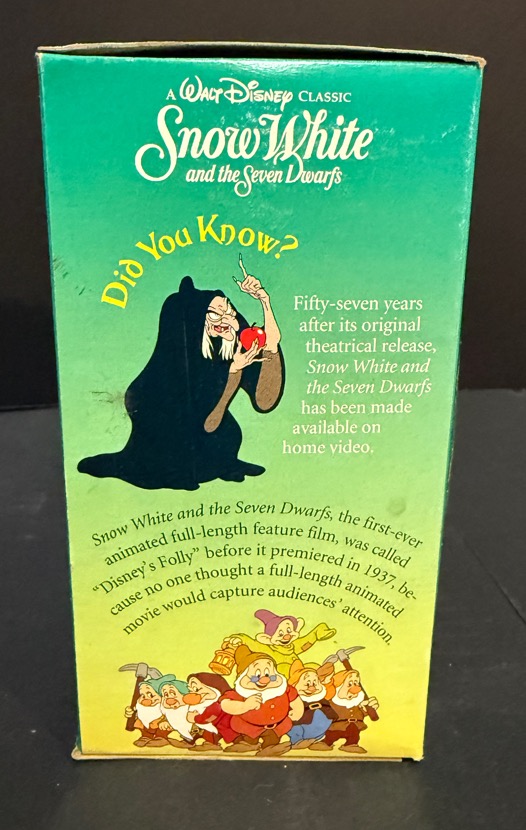 A Walt Disney Classic
Snow White
and the Seven Dwarfs
Did You Know?
Fifty-seven years
after its original
theatrical release,
Snow White and
the Seven Dwarfs
has been made
available on
home video.
Snow White and the Seven Dwarfs, the first-ever
animated full-length feature film, was called
"Disney's Folly" before it premiered in 1937, be-
cause no one thought a full-length animated
movie would capture audiences' attention.